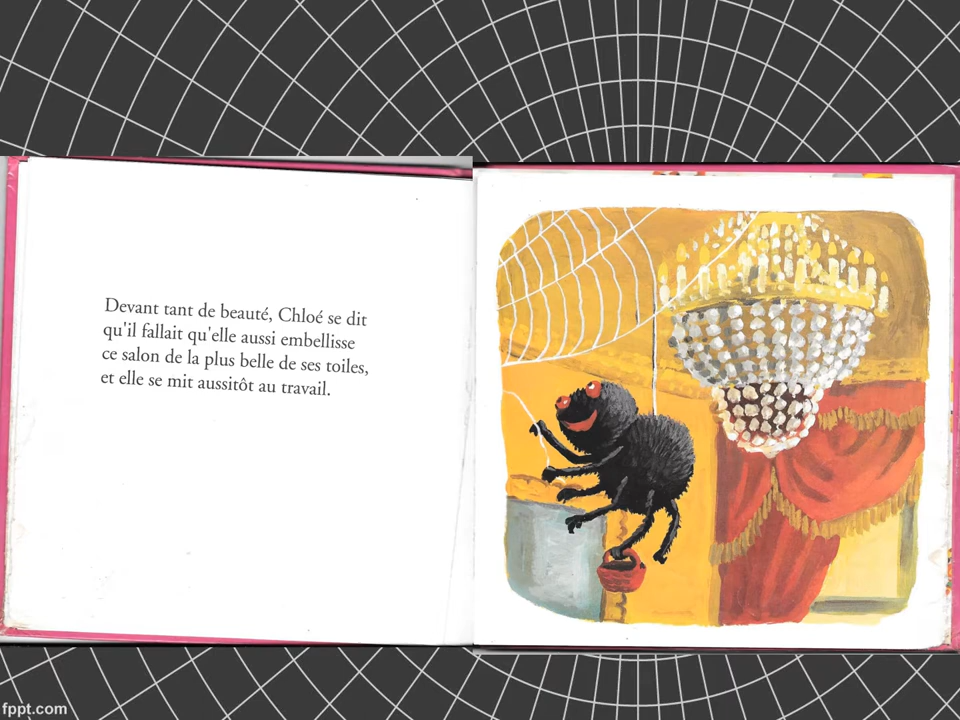 Devant tant de beauté, Chloé se dit
qu'il fallait qu'elle aussi embellisse
ce salon de la plus belle de ses toiles,
et elle se mit aussitôt au travail.
fppt.com